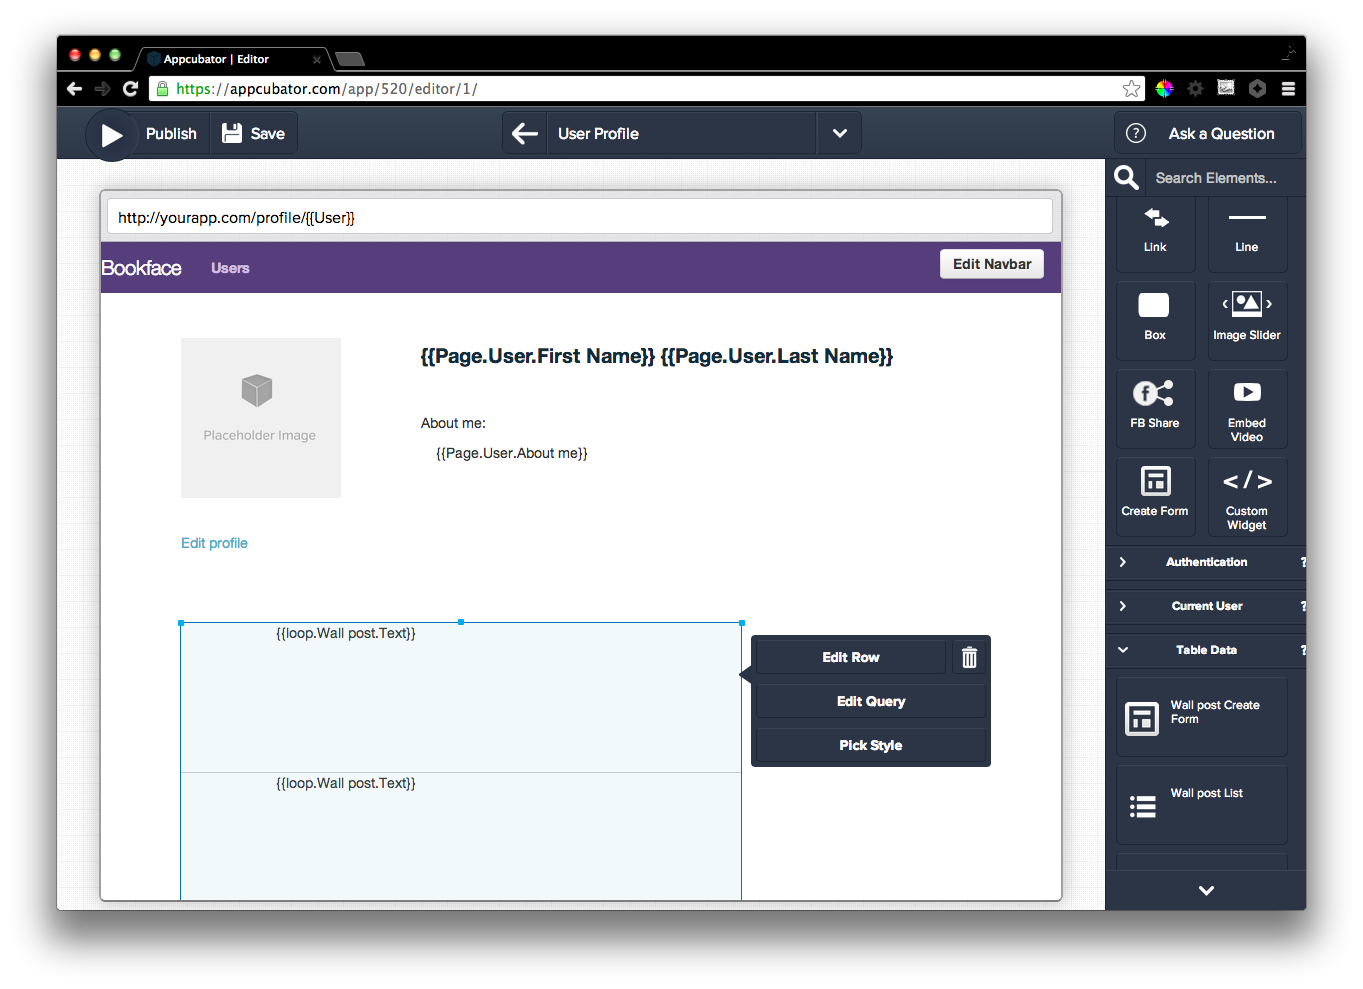 Appcubator | Editor
https://appcubator.com/app/520/editor/1/
Publish
Save
User Profile
Ask a Question
Search Elements...
http://yourapp.com/profile/{{User}}
Bookface
Users
Edit Navbar
Placeholder Image
{{Page.User.First Name}} {{Page.User.Last Name}}
About me:
{{Page.User.About me}}
Edit profile
{{loop.Wall post.Text}}
{{loop.Wall post.Text}}
Edit Row
Edit Query
Pick Style
Link
Line
Box
Image Slider
FB Share
Embed
Video
Create Form
Custom
Widget
Authentication ?
Current User ?
Table Data ?
Wall post Create
Form
Wall post List